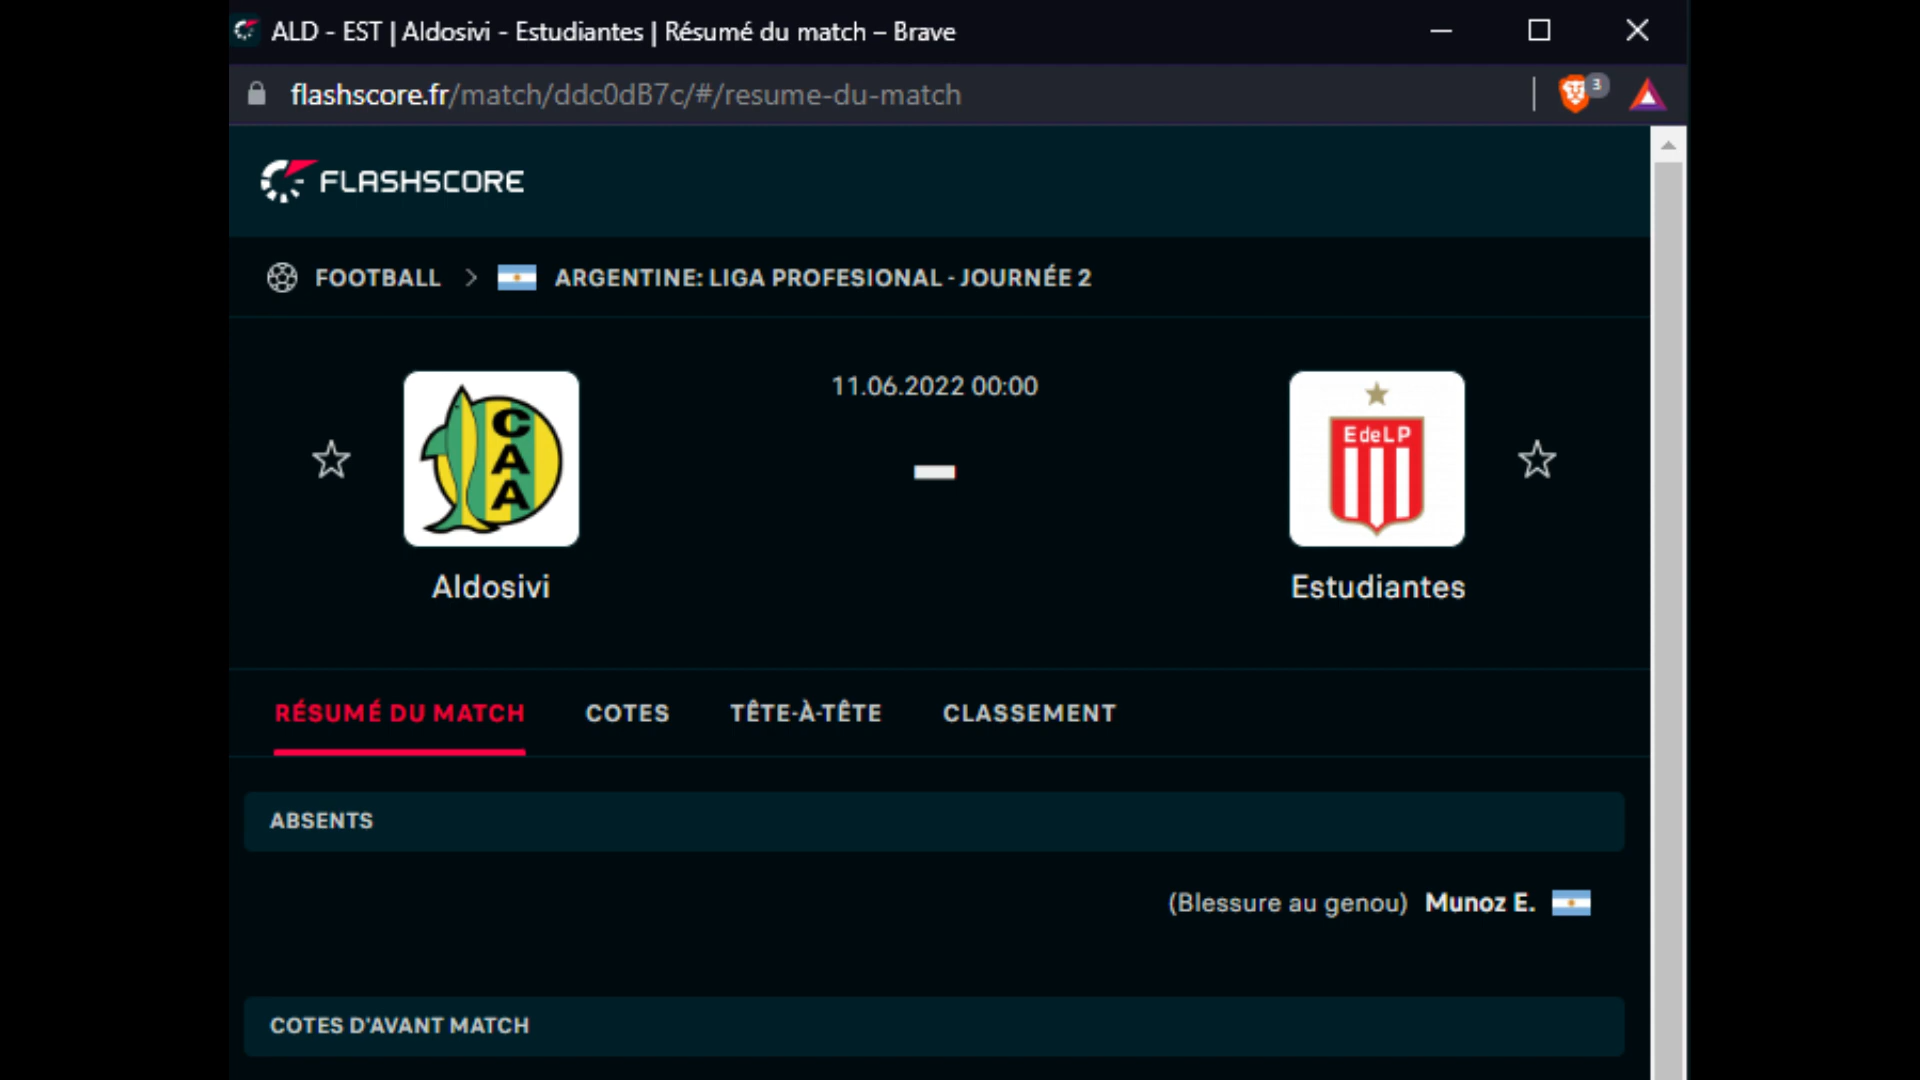 ALD - EST | Aldosivi - Estudiantes | Résumé du match – Brave
flashscore.fr/match/ddc0dB7c/#/resume-du-match
3
FLASHSCORE
FOOTBALL > ARGENTINE: LIGA PROFESIONAL - JOURNÉE 2
11.06.2022 00:00
CAA
EdeLP
-
Aldosivi
Estudiantes
RÉSUMÉ DU MATCH COTES TÊTE-À-TÊTE CLASSEMENT
ABSENTS
(Blessure au genou) Munoz E.
COTES D'AVANT MATCH